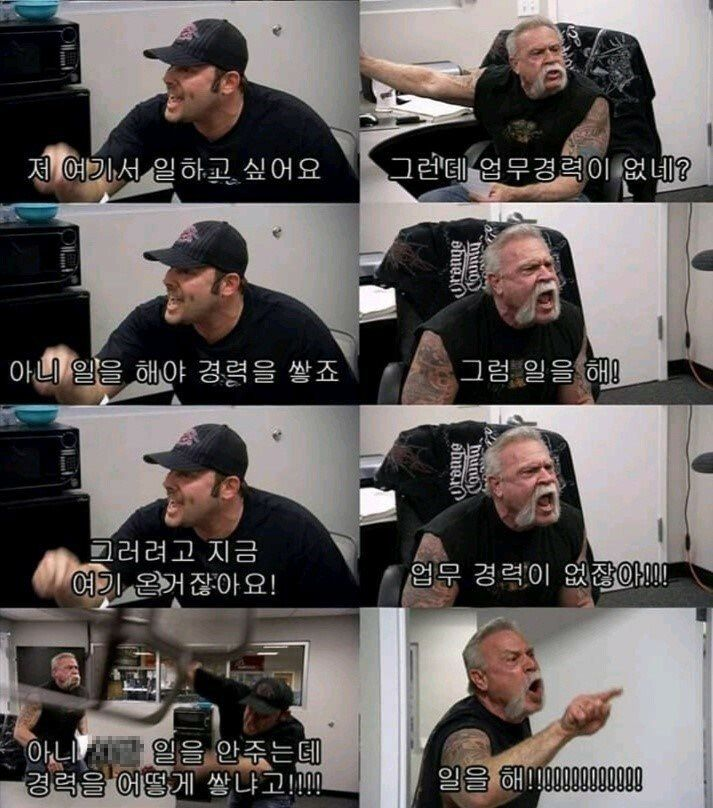 저 여기서 일하고 싶어요
그런데 업무경력이 없네?
아니 일을 해야 경력을 쌓죠
Orange
County
그럼 일을 해!
그러려고 지금
여기 온거잖아요!
Orange
County
업무 경력이 없잖아!!!
아니 일을 안주는데
경력을 어떻게 쌓냐고!!!!
일을 해!!!!!!!!!!!!!